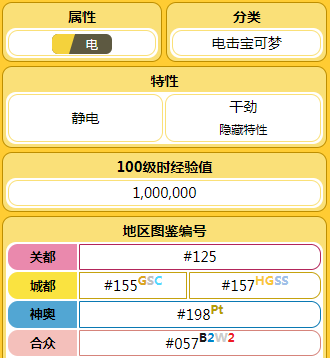 属性
分类
电
电击宝可梦
特性
静电
干劲
隐藏特性
100级时经验值
1,000,000
地区图鉴编号
关都
#125
城都
#155GSC
#157HGSS
神奥
#198Pt
合众
#057B2W2